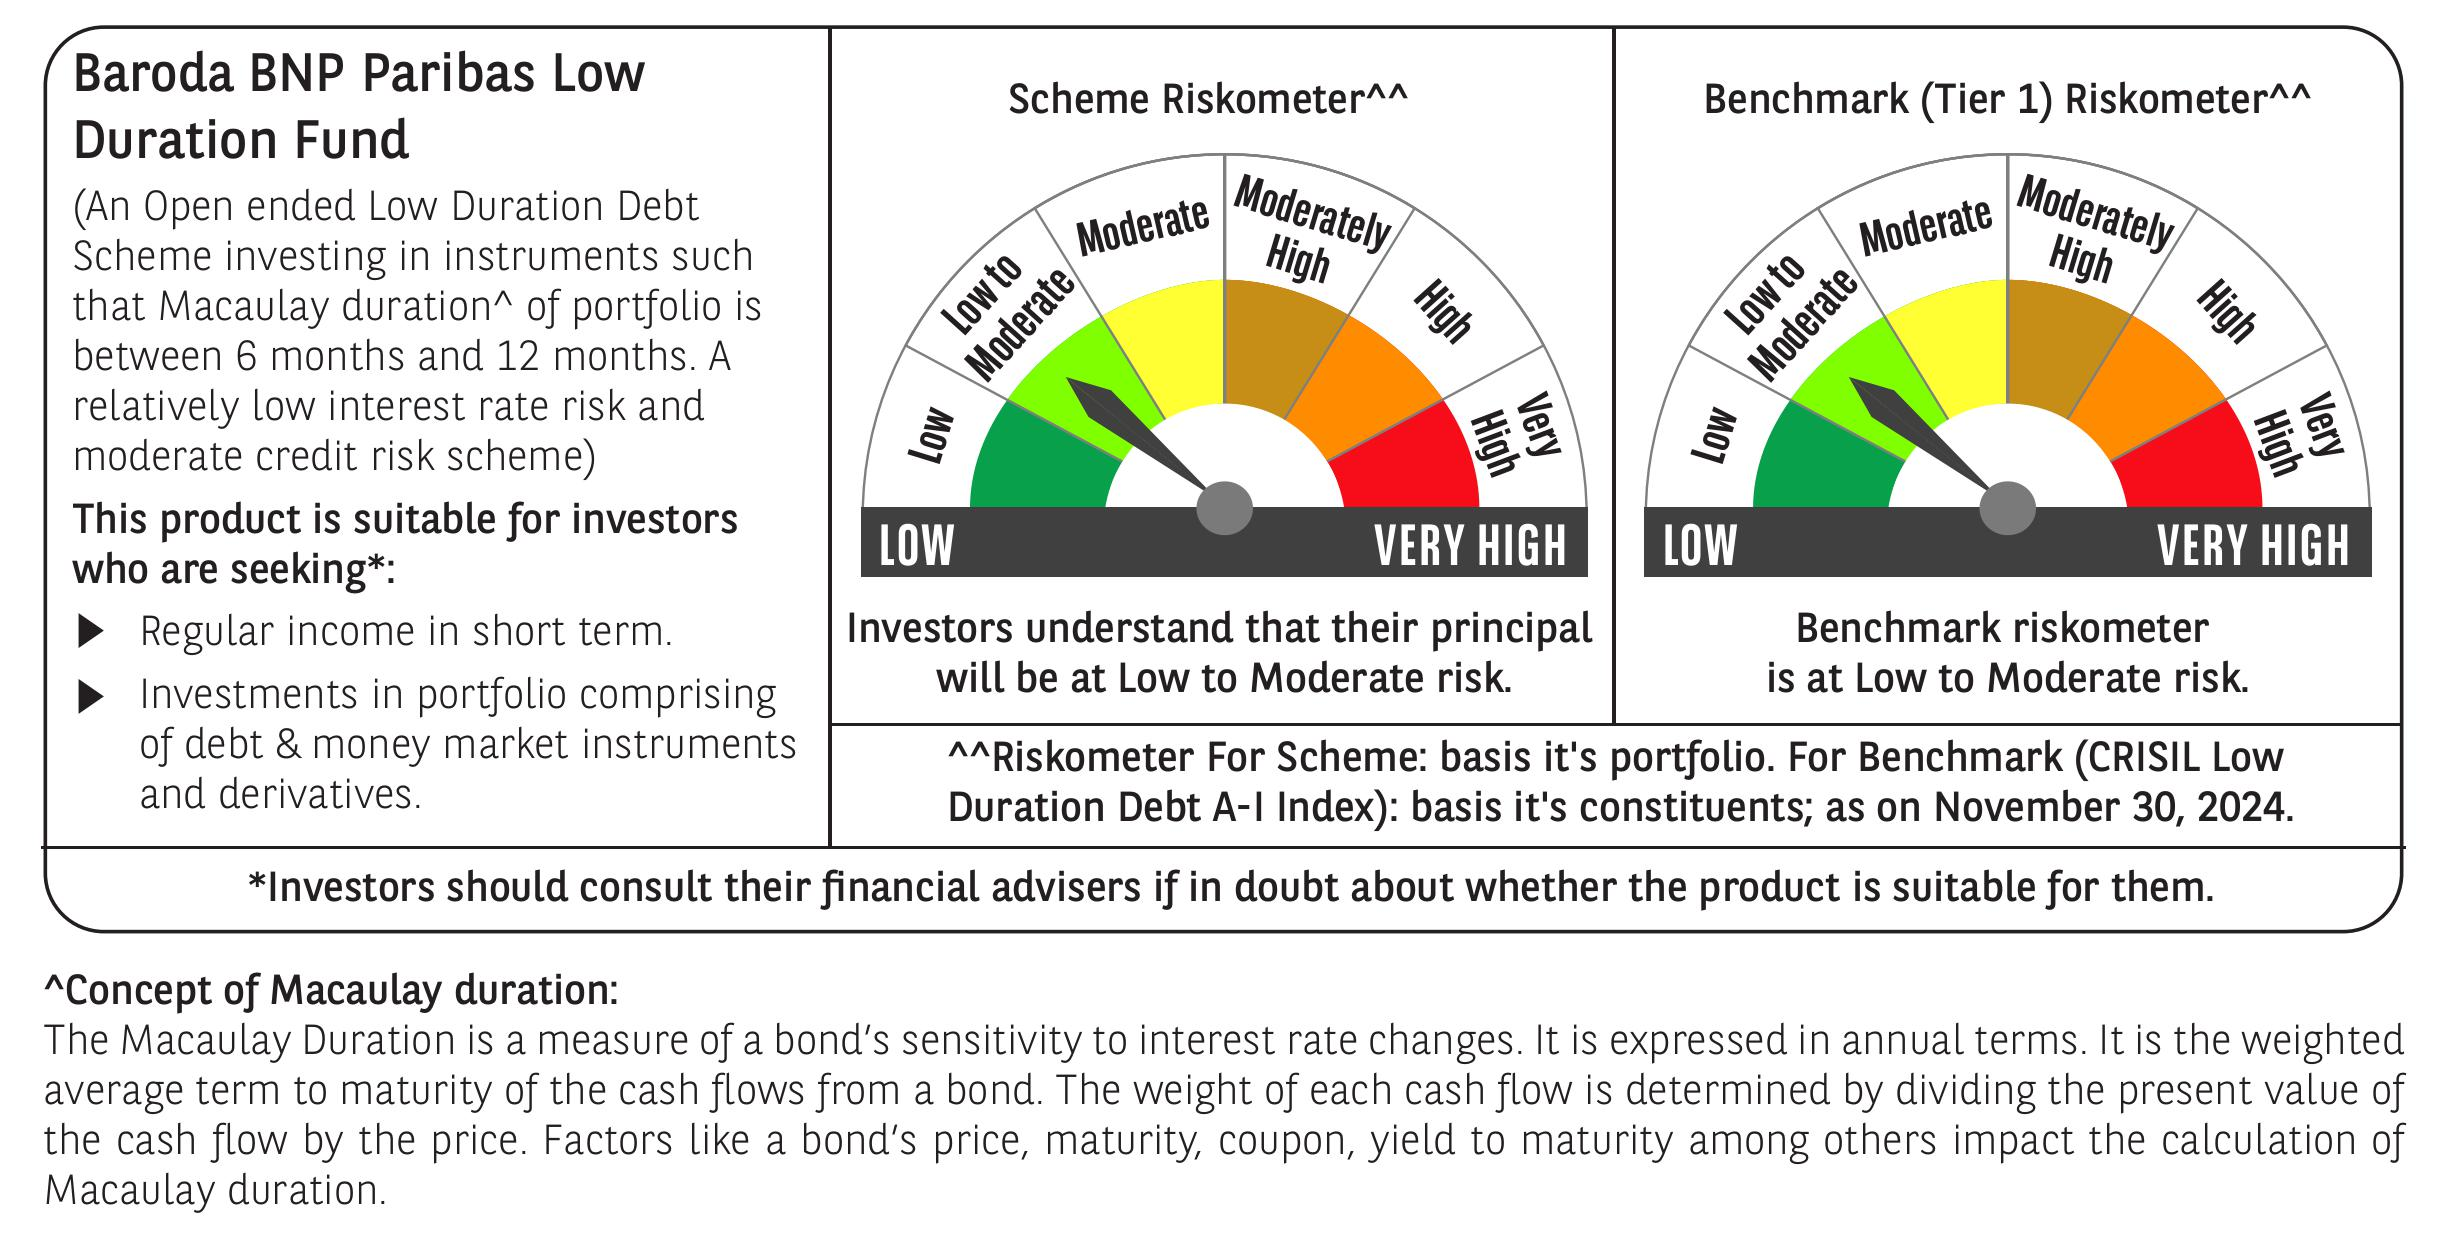 Baroda BNP Paribas Low
Duration Fund
(An Open ended Low Duration Debt
Scheme investing in instruments such
that Macaulay duration^ of portfolio is
between 6 months and 12 months. A
relatively low interest rate risk and
moderate credit risk scheme)
This product is suitable for investors
who are seeking*:
▶ Regular income in short term.
▶ Investments in portfolio comprising
of debt & money market instruments
and derivatives.
Scheme Riskometer^^
Low
Low to
Moderate
Moderate
Moderately
High
High
Very
High
LOW VERY HIGH
Investors understand that their principal
will be at Low to Moderate risk.
Benchmark (Tier 1) Riskometer^^
Low
Low to
Moderate
Moderate
Moderately
High
High
Very
High
LOW VERY HIGH
Benchmark riskometer
is at Low to Moderate risk.
^^Riskometer For Scheme: basis it's portfolio. For Benchmark (CRISIL Low
Duration Debt A-I Index): basis it's constituents; as on November 30, 2024.
*Investors should consult their financial advisers if in doubt about whether the product is suitable for them.
^Concept of Macaulay duration:
The Macaulay Duration is a measure of a bond's sensitivity to interest rate changes. It is expressed in annual terms. It is the weighted
average term to maturity of the cash flows from a bond. The weight of each cash flow is determined by dividing the present value of
the cash flow by the price. Factors like a bond's price, maturity, coupon, yield to maturity among others impact the calculation of
Macaulay duration.